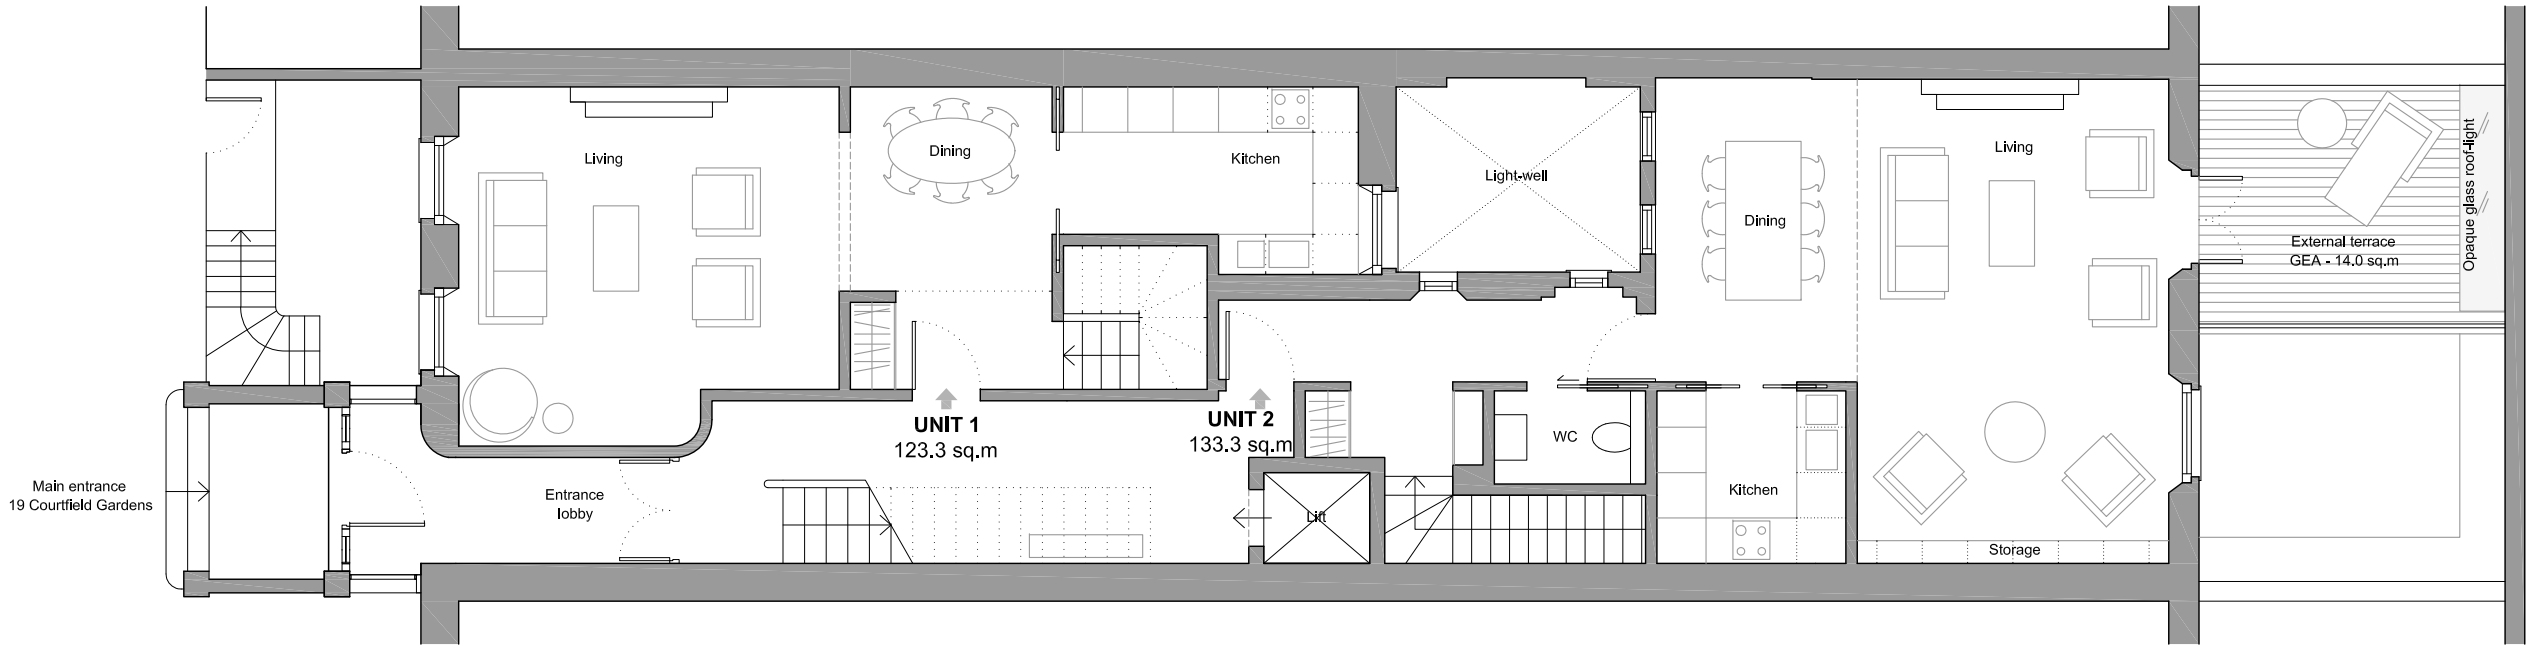 Living
Dining
Kitchen
Light-well
Dining
Living
External terrace
GEA - 14.0 sq.m
Opaque glass roof-light
UNIT 1
123.3 sq.m
UNIT 2
133.3 sq.m
WC
Kitchen
Storage
Lift
Entrance
lobby
Main entrance
19 Courtfield Gardens